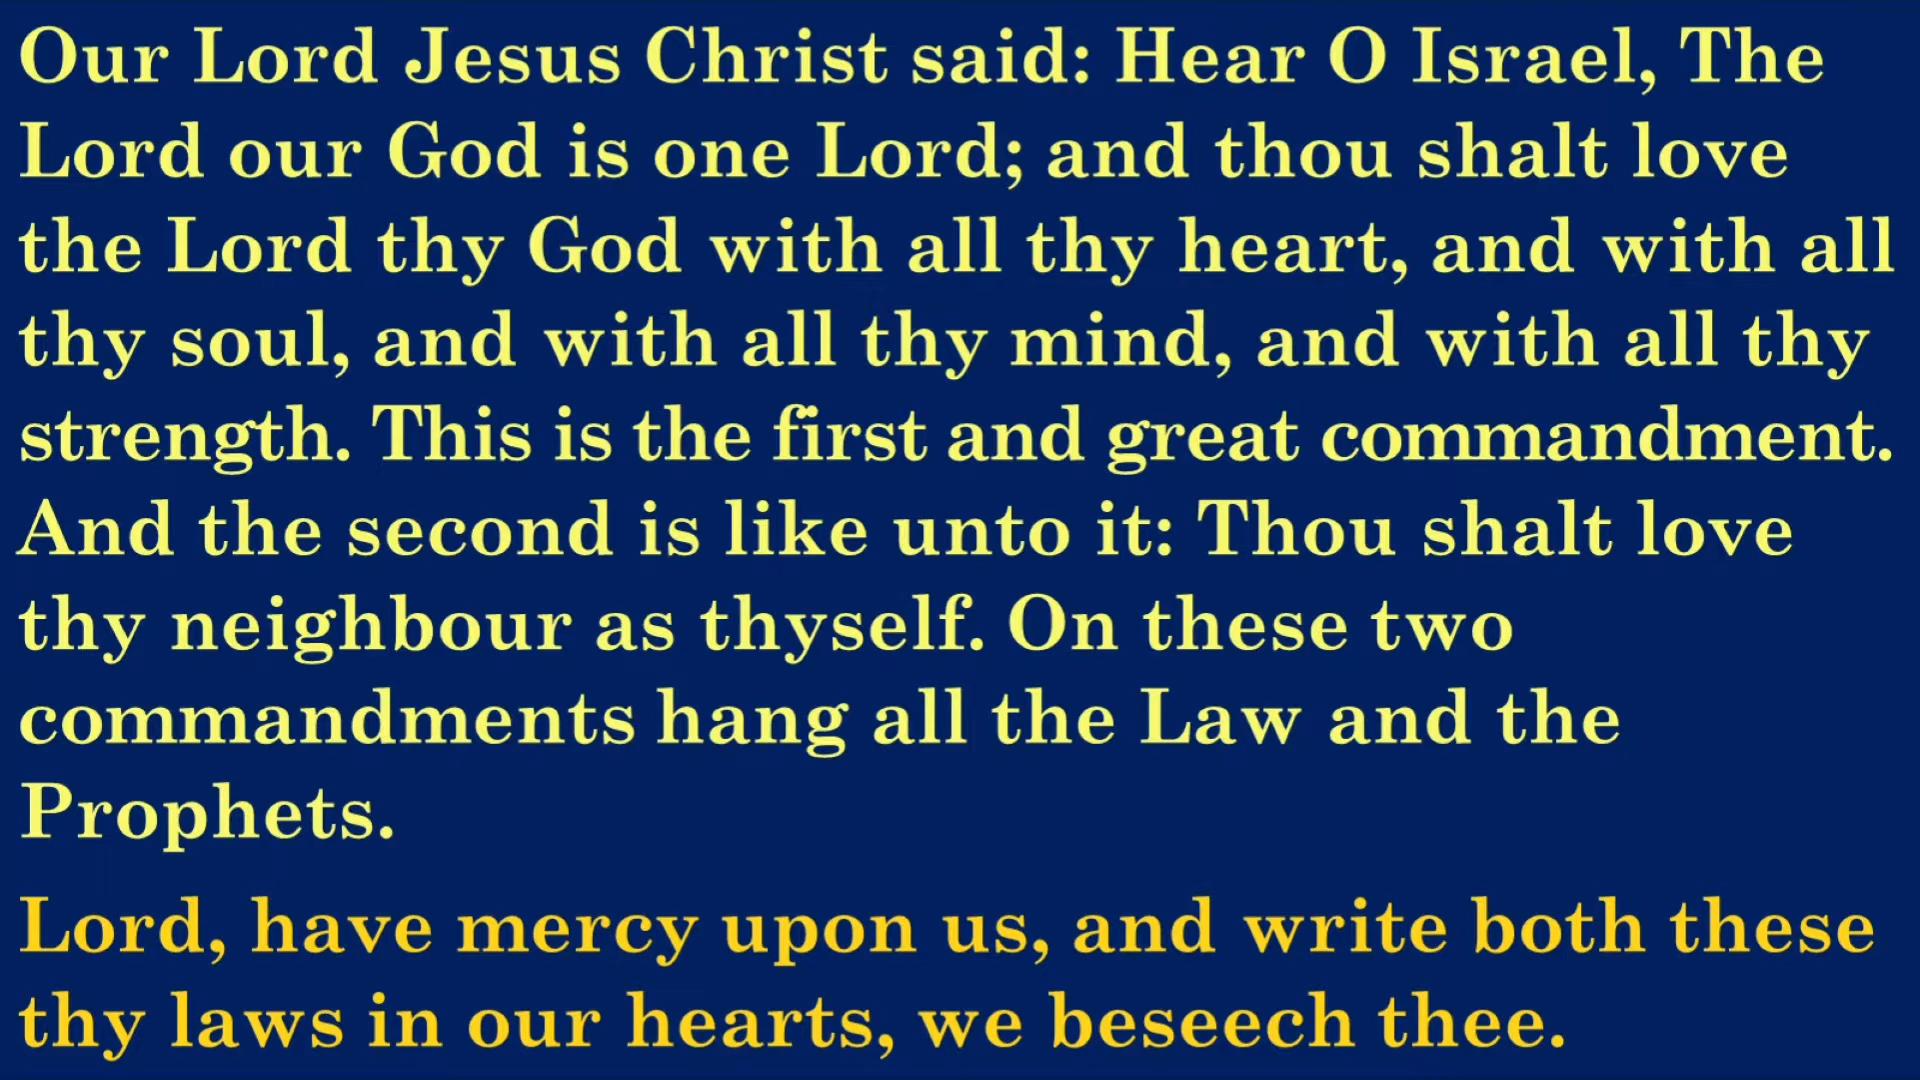 Our Lord Jesus Christ said: Hear O Israel, The
Lord our God is one Lord; and thou shalt love
the Lord thy God with all thy heart, and with all
thy soul, and with all thy mind, and with all thy
strength. This is the first and great commandment.
And the second is like unto it: Thou shalt love
thy neighbour as thyself. On these two
commandments hang all the Law and the
Prophets.
Lord, have mercy upon us, and write both these
thy laws in our hearts, we beseech thee.